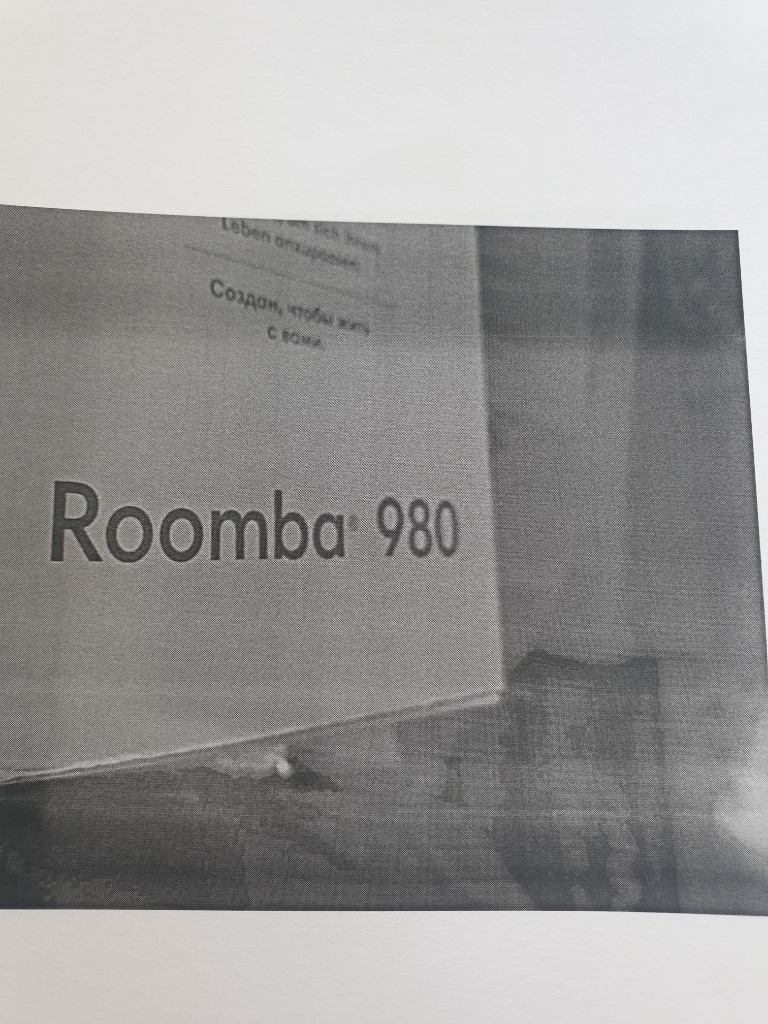 Leben anzupassen.
Создан, чтобы жить
с вами.
Roomba® 980